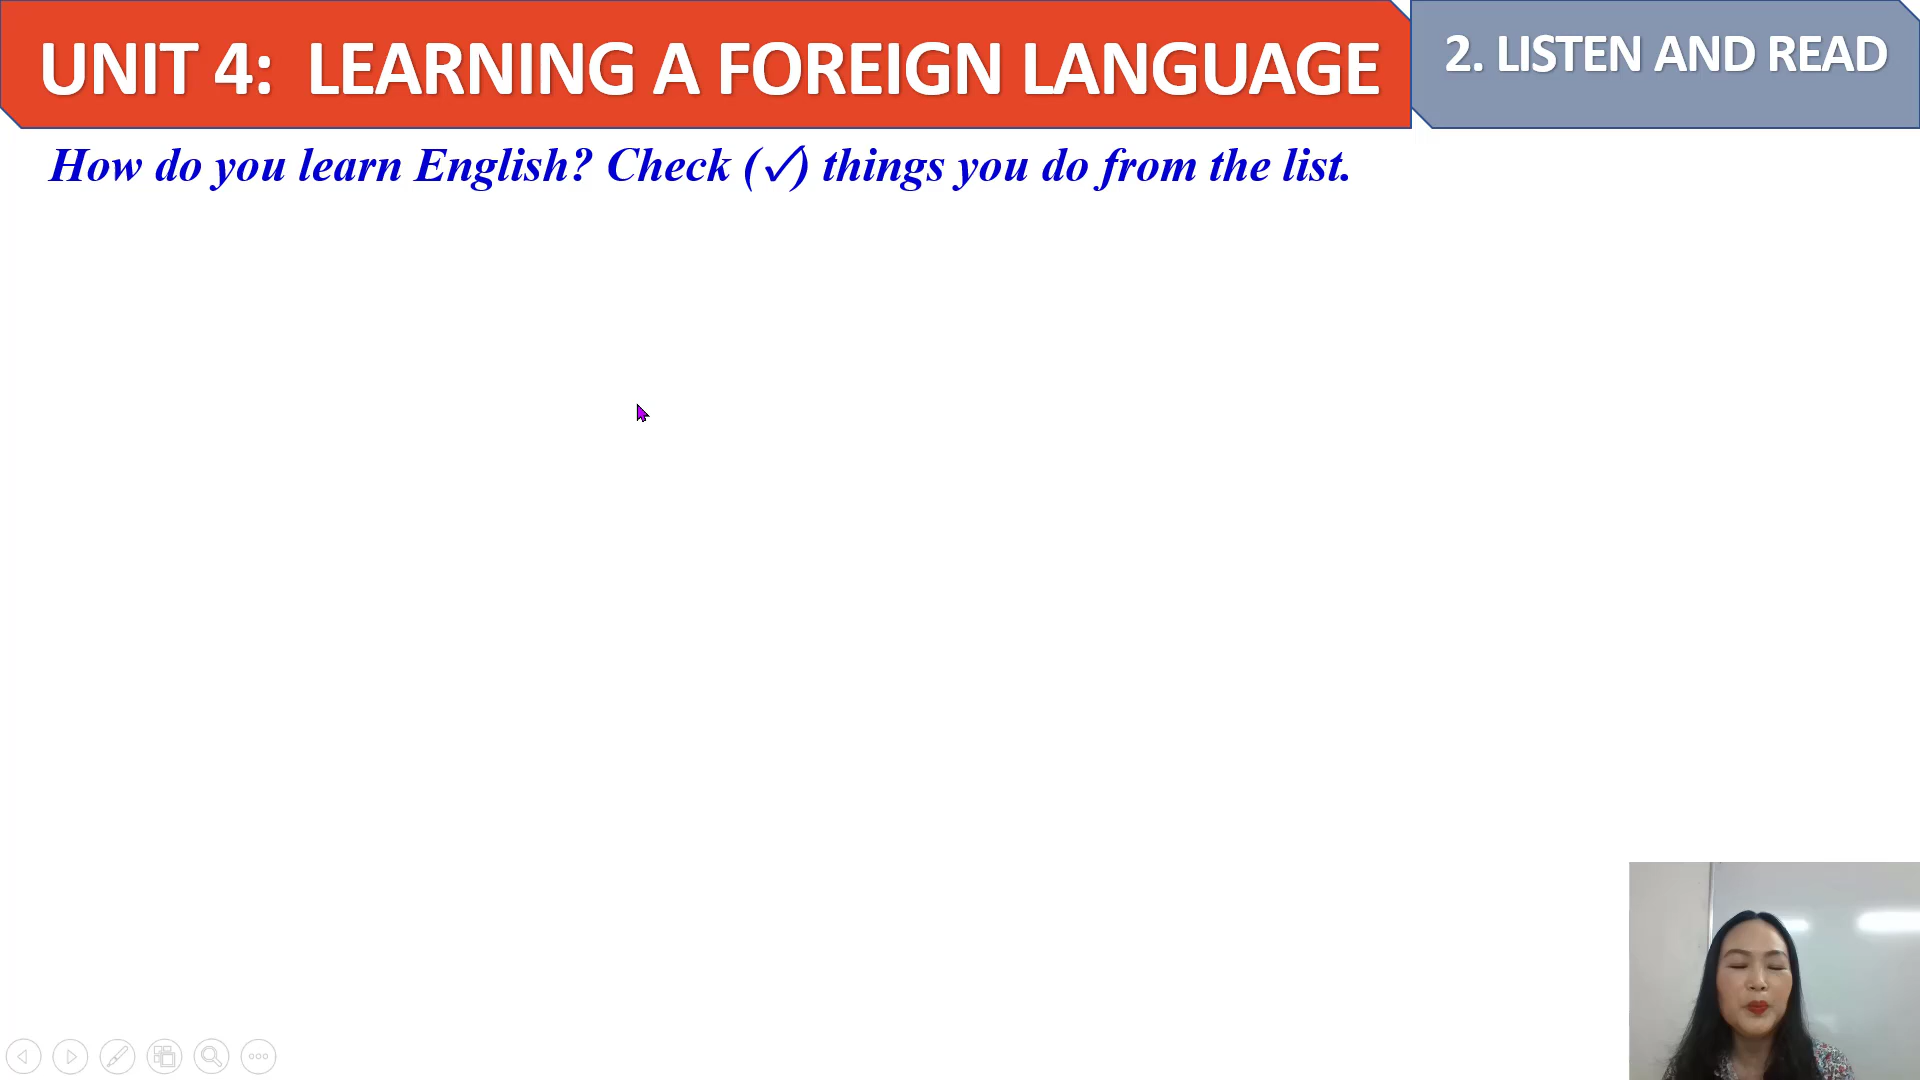 UNIT 4: LEARNING A FOREIGN LANGUAGE
2. LISTEN AND READ
How do you learn English? Check (✓) things you do from the list.